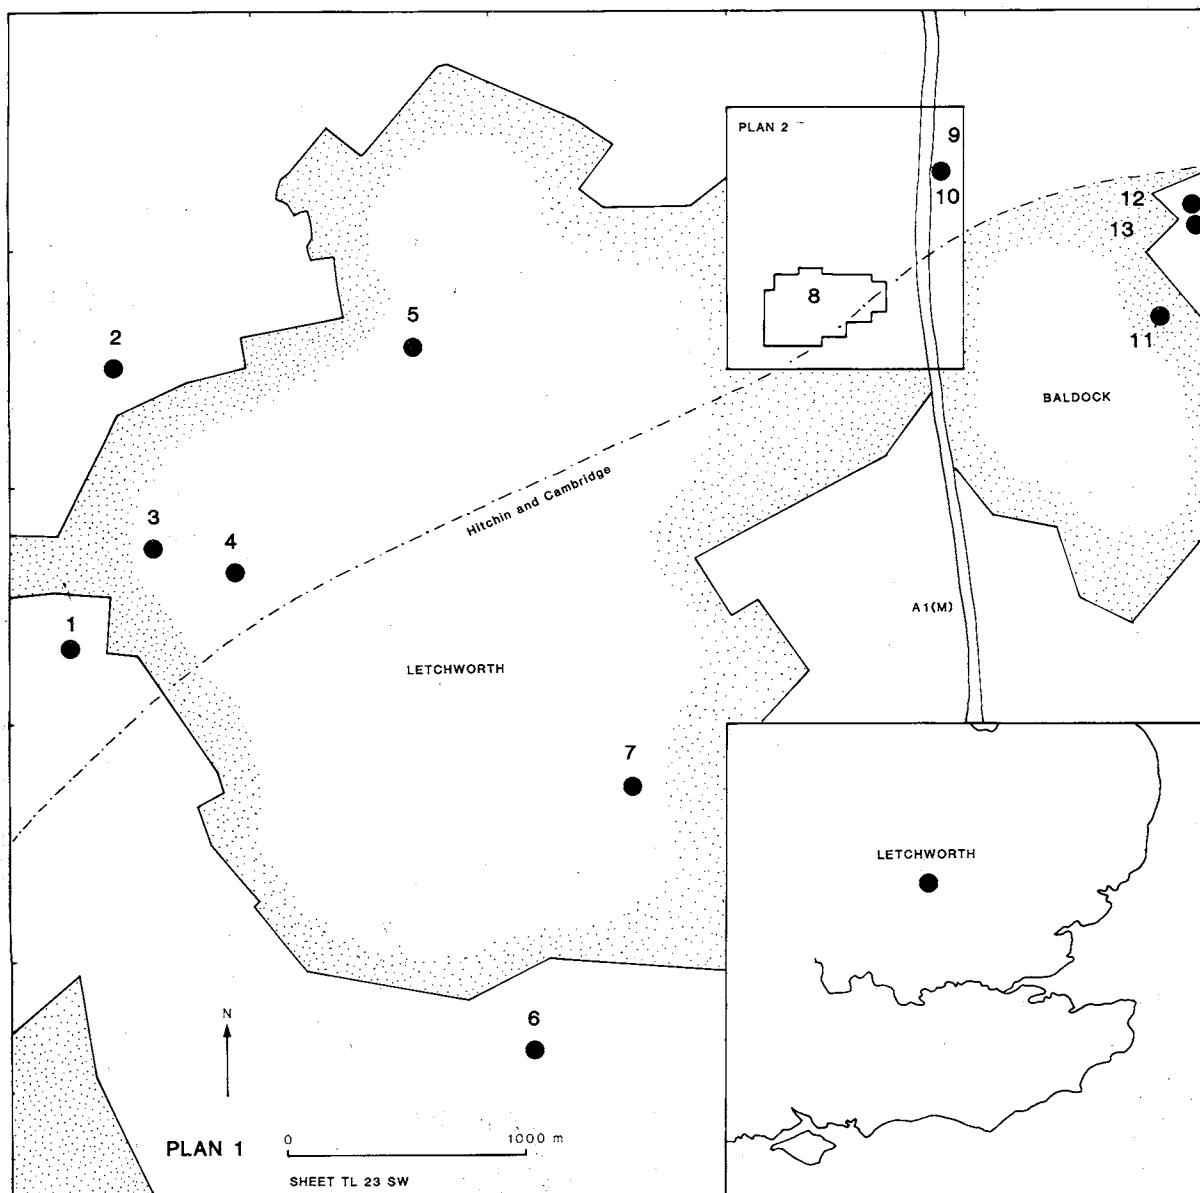 PLAN 2
9
10
12
13
8
2
5
11
BALDOCK
Hitchin and Cambridge
3
4
A1(M)
1
LETCHWORTH
7
LETCHWORTH
6
N
PLAN 1
0 1000 m
SHEET TL 23 SW